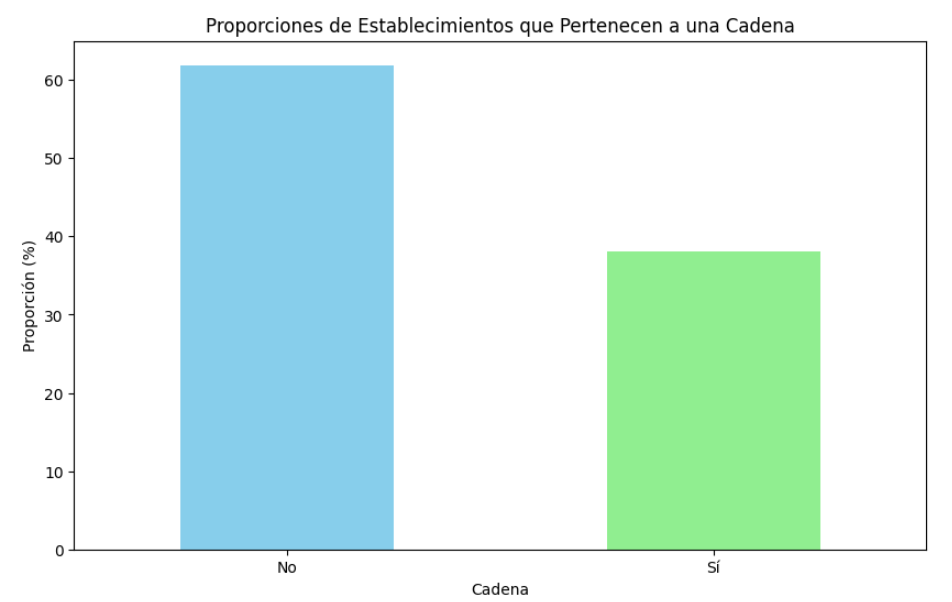 Proporciones de Establecimientos que Pertenecen a una Cadena
Proporción (%)
60
50
40
30
20
10
0
No
Sí
Cadena